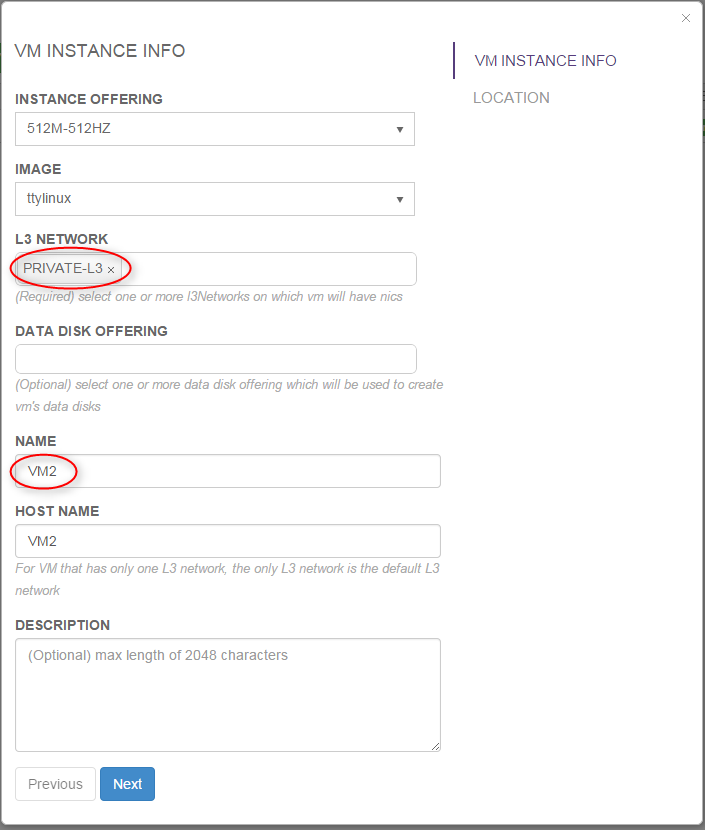 VM INSTANCE INFO
VM INSTANCE INFO
LOCATION
INSTANCE OFFERING
512M-512HZ
IMAGE
ttylinux
L3 NETWORK
PRIVATE-L3 ×
(Required) select one or more l3Networks on which vm will have nics
DATA DISK OFFERING
(Optional) select one or more data disk offering which will be used to create
vm's data disks
NAME
VM2
HOST NAME
VM2
For VM that has only one L3 network, the only L3 network is the default L3
network
DESCRIPTION
(Optional) max length of 2048 characters
Previous Next